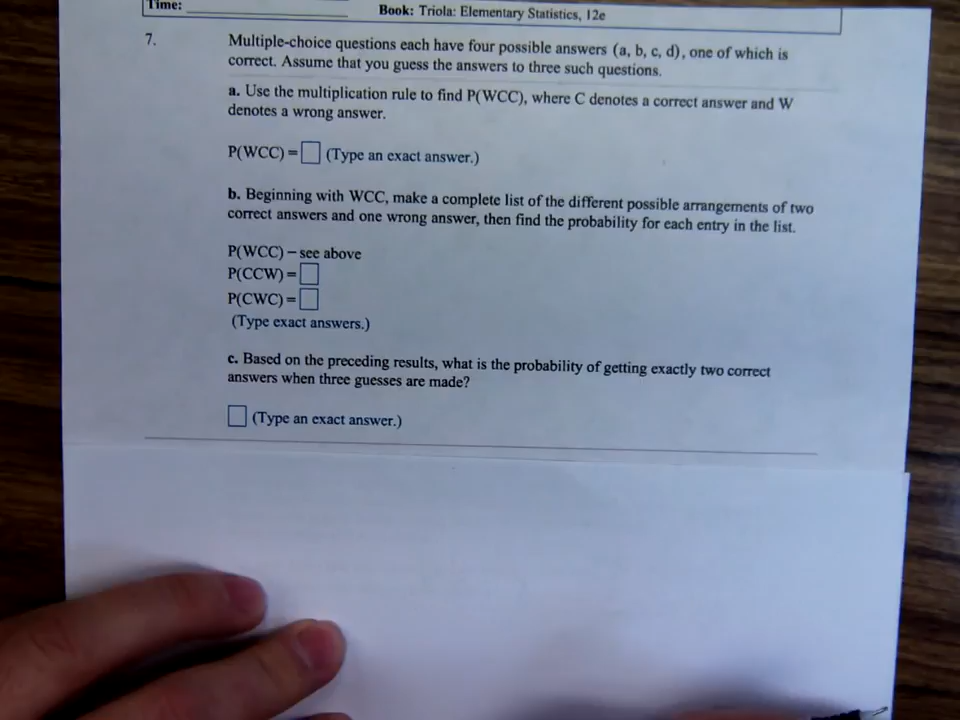 Time: ____________ Book: Triola: Elementary Statistics, 12e
7. Multiple-choice questions each have four possible answers (a, b, c, d), one of which is
correct. Assume that you guess the answers to three such questions.
a. Use the multiplication rule to find P(WCC), where C denotes a correct answer and W
denotes a wrong answer.
P(WCC) = □ (Type an exact answer.)
b. Beginning with WCC, make a complete list of the different possible arrangements of two
correct answers and one wrong answer, then find the probability for each entry in the list.
P(WCC) – see above
P(CCW) = □
P(CWC) = □
(Type exact answers.)
c. Based on the preceding results, what is the probability of getting exactly two correct
answers when three guesses are made?
□ (Type an exact answer.)